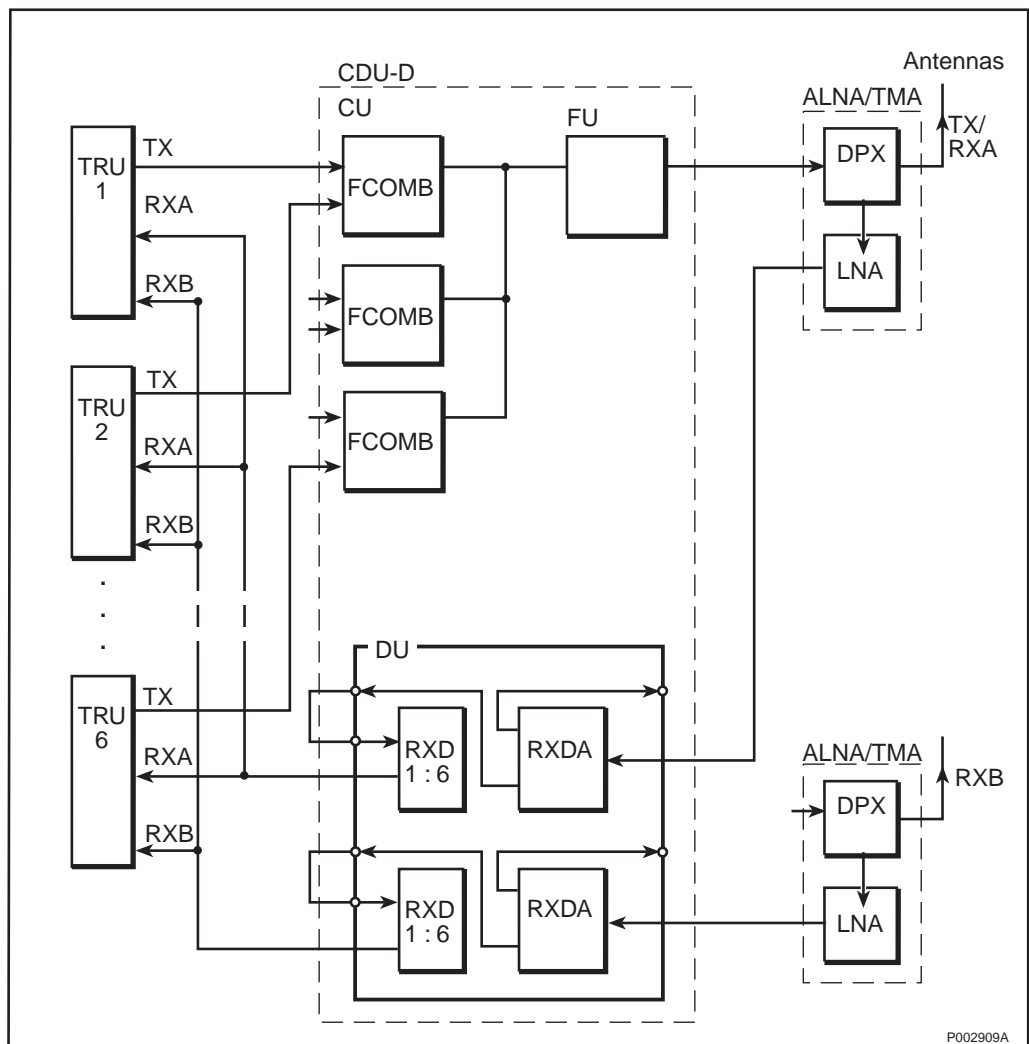 Antennas
CDU-D
CU
ALNA/TMA
TX
FU
TX/
RXA
TRU
1
DPX
FCOMB
RXA
LNA
RXB
FCOMB
TX
TRU
2
FCOMB
RXA
RXB
.
.
.
DU
TX
TRU
6
RXD
1 : 6
RXDA
RXA
ALNA/TMA
RXB
DPX
RXB
RXD
1 : 6
RXDA
LNA
P002909A